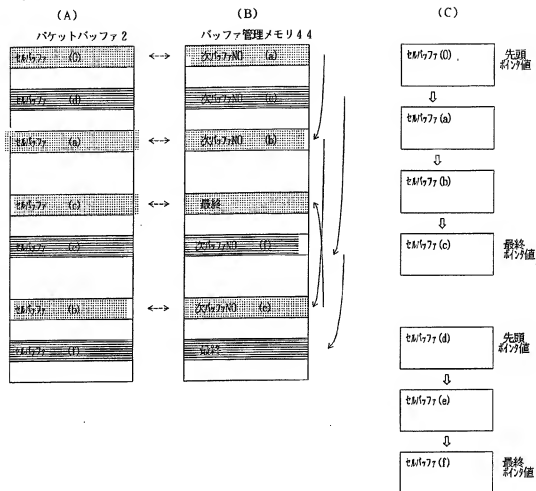 (A)
パケットバッファ２
ｾﾙﾊﾞｯﾌｧ (0)
ｾﾙﾊﾞｯﾌｧ (d)
ｾﾙﾊﾞｯﾌｧ (a)
ｾﾙﾊﾞｯﾌｧ (c)
ｾﾙﾊﾞｯﾌｧ (e)
ｾﾙﾊﾞｯﾌｧ (b)
ｾﾙﾊﾞｯﾌｧ (f)
(B)
バッファ管理メモリ４４
次ﾊﾞｯﾌｧNO (a)
次ﾊﾞｯﾌｧNO (e)
次ﾊﾞｯﾌｧNO (b)
最終
次ﾊﾞｯﾌｧNO (f)
次ﾊﾞｯﾌｧNO (c)
最終
(C)
ｾﾙﾊﾞｯﾌｧ(0)
先頭
ﾎﾟｲﾝﾀ値
ｾﾙﾊﾞｯﾌｧ(a)
ｾﾙﾊﾞｯﾌｧ(b)
ｾﾙﾊﾞｯﾌｧ(c)
最終
ﾎﾟｲﾝﾀ値
ｾﾙﾊﾞｯﾌｧ(d)
先頭
ﾎﾟｲﾝﾀ値
ｾﾙﾊﾞｯﾌｧ(e)
ｾﾙﾊﾞｯﾌｧ(f)
最終
ﾎﾟｲﾝﾀ値